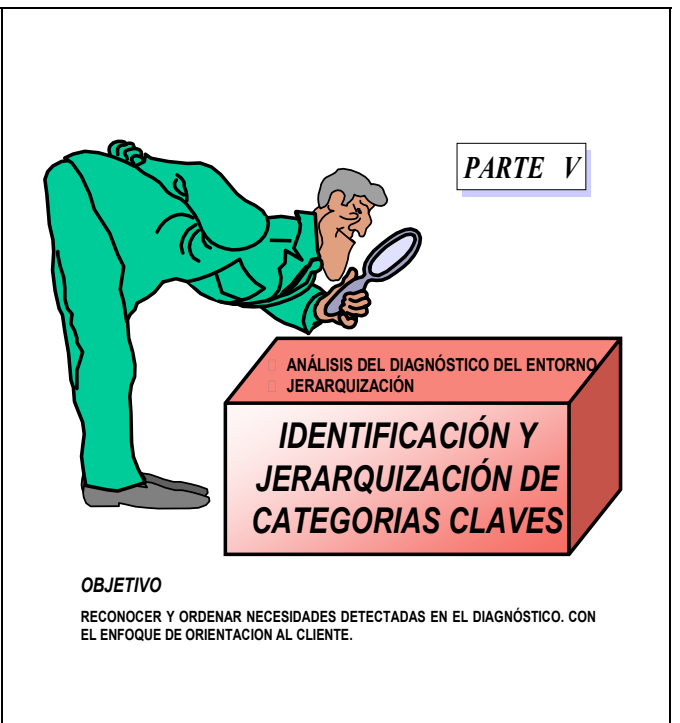 PARTE V
ANÁLISIS DEL DIAGNÓSTICO DEL ENTORNO
JERARQUIZACIÓN
IDENTIFICACIÓN Y
JERARQUIZACIÓN DE
CATEGORIAS CLAVES
OBJETIVO
RECONOCER Y ORDENAR NECESIDADES DETECTADAS EN EL DIAGNÓSTICO. CON
EL ENFOQUE DE ORIENTACION AL CLIENTE.